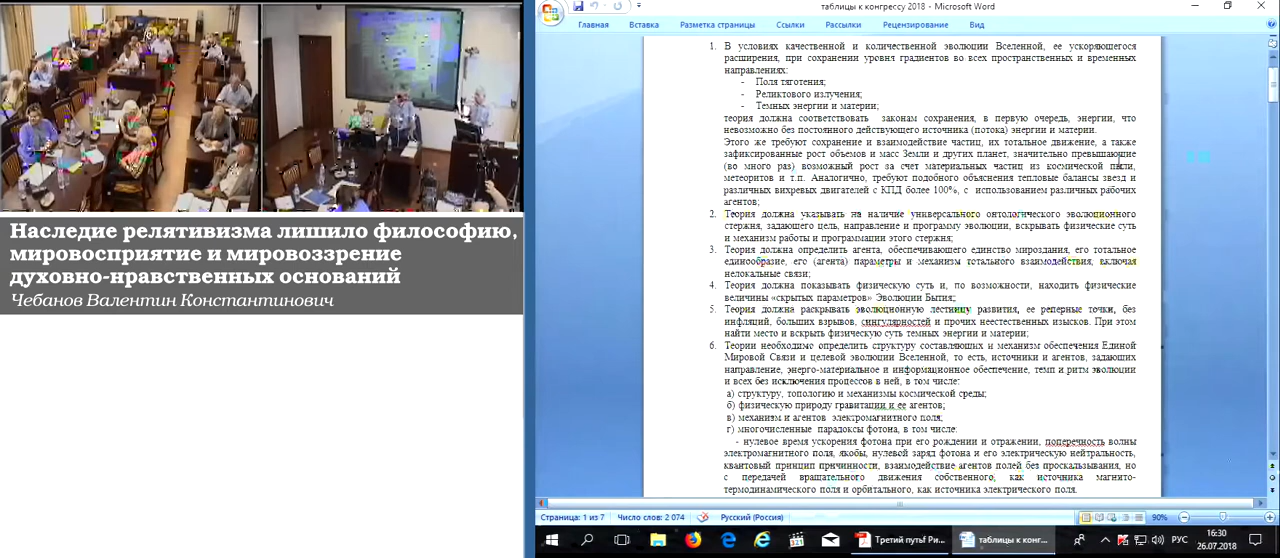 Наследие релятивизма лишило философию,
мировосприятие и мировоззрение
духовно-нравственных оснований
Чебанов Валентин Константинович
таблицы к конгрессу 2018 - Microsoft Word
Главная Вставка Разметка страницы Ссылки Рассылки Рецензирование Вид
1. В условиях качественной и количественной эволюции Вселенной, ее ускоряющегося
расширения, при сохранении уровня градиентов во всех пространственных и временных
направлениях:
- Поля тяготения;
- Реликтового излучения;
- Темных энергии и материи;
теория должна соответствовать законам сохранения, в первую очередь, энергии, что
невозможно без постоянного действующего источника (потока) энергии и материи.
Этого же требуют сохранение и взаимодействие частиц, их тотальное движение, а также
зафиксированные рост объемов и масс Земли и других планет, значительно превышающие
(во много раз) возможный рост за счет материальных частиц из космической пыли,
метеоритов и т.п. Аналогично, требуют подобного объяснения тепловые балансы звезд и
различных вихревых двигателей с КПД более 100%, с использованием различных рабочих
агентов;
2. Теория должна указывать на наличие универсального онтологического эволюционного
стержня, задающего цель, направление и программу эволюции, вскрывать физические суть
и механизм работы и программации этого стержня;
3. Теория должна определить агента, обеспечивающего единство мироздания, его тотальное
единообразие, его (агента) параметры и механизм тотального взаимодействия, включая
нелокальные связи;
4. Теория должна показывать физическую суть и, по возможности, находить физические
величины «скрытых параметров» Эволюции Бытия;
5. Теория должна раскрывать эволюционную лестницу развития, ее реперные точки, без
инфляций, больших взрывов, сингулярностей и прочих неестественных изысков. При этом
найти место и вскрыть физическую суть темных энергии и материи;
6. Теории необходимо определить структуру составляющих и механизм обеспечения Единой
Мировой Связи и целевой эволюции Вселенной, то есть, источники и агентов, задающих
направление, энерго-материальное и информационное обеспечение, темп и ритм эволюции
и всех без исключения процессов в ней, в том числе:
а) структуру, топологию и механизмы космической среды;
б) физическую природу гравитации и ее агентов;
в) механизм и агентов электромагнитного поля;
г) многочисленные парадоксы фотона, в том числе:
- нулевое время ускорения фотона при его рождении и отражении, поперечность волны
электромагнитного поля, якобы, нулевой заряд фотона и его электрическую нейтральность,
квантовый принцип причинности, взаимодействие агентов полей без проскальзывания, но
с передачей вращательного движения собственного, как источника магнито-
термодинамического поля и орбитального, как источника электрического поля.
Страница: 1 из 7 Число слов: 2 074 Русский (Россия) 90%
Третий путь! Ри... таблицы к конг... РУС 16:30
26.07.2018